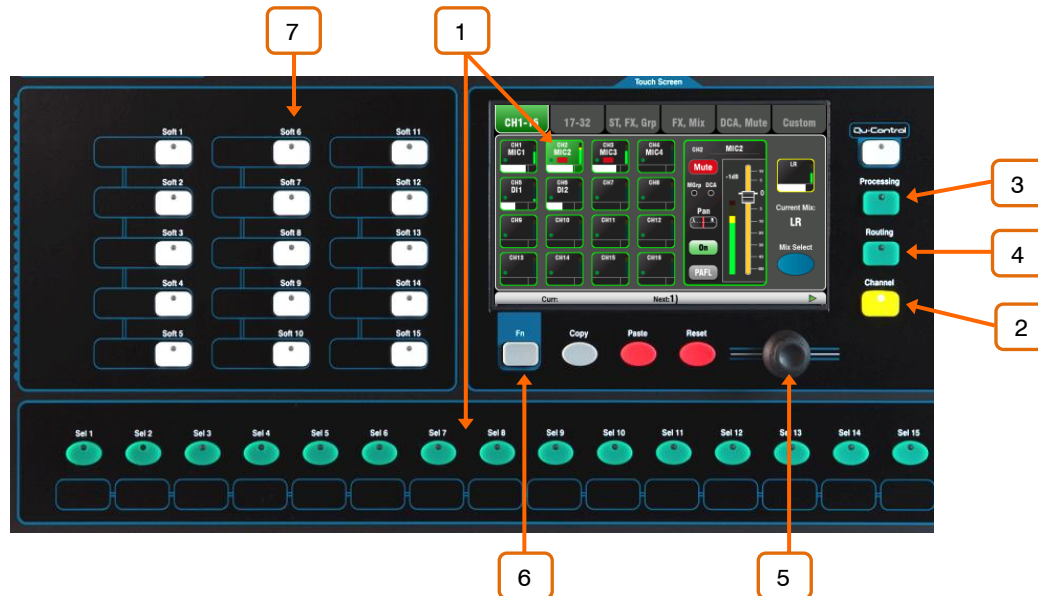 7
1
Touch Screen
CH1-16 17-32 ST, FX, Grp FX, Mix DCA, Mute Custom
Qu-Control
CH1 MIC1
CH2 MIC2
CH3 MIC3
CH4 MIC4
CH5 DI1
CH6 DI2
CH7
CH8
CH9
CH10
CH11
CH12
CH13
CH14
CH15
CH16
CH2 MIC2
Mute
-1dB
MGrp DCA
Pan
On
PAFL
0
LR
Current Mix:
LR
Mix Select
Curr: Next:1)
Processing
3
Routing
4
Channel
2
Soft 1 Soft 6 Soft 11
Soft 2 Soft 7 Soft 12
Soft 3 Soft 8 Soft 13
Soft 4 Soft 9 Soft 14
Soft 5 Soft 10 Soft 15
Fn Copy Paste Reset
Sel 1 Sel 2 Sel 3 Sel 4 Sel 5 Sel 6 Sel 7 Sel 8 Sel 9 Sel 10 Sel 11 Sel 12 Sel 13 Sel 14 Sel 15
6
5